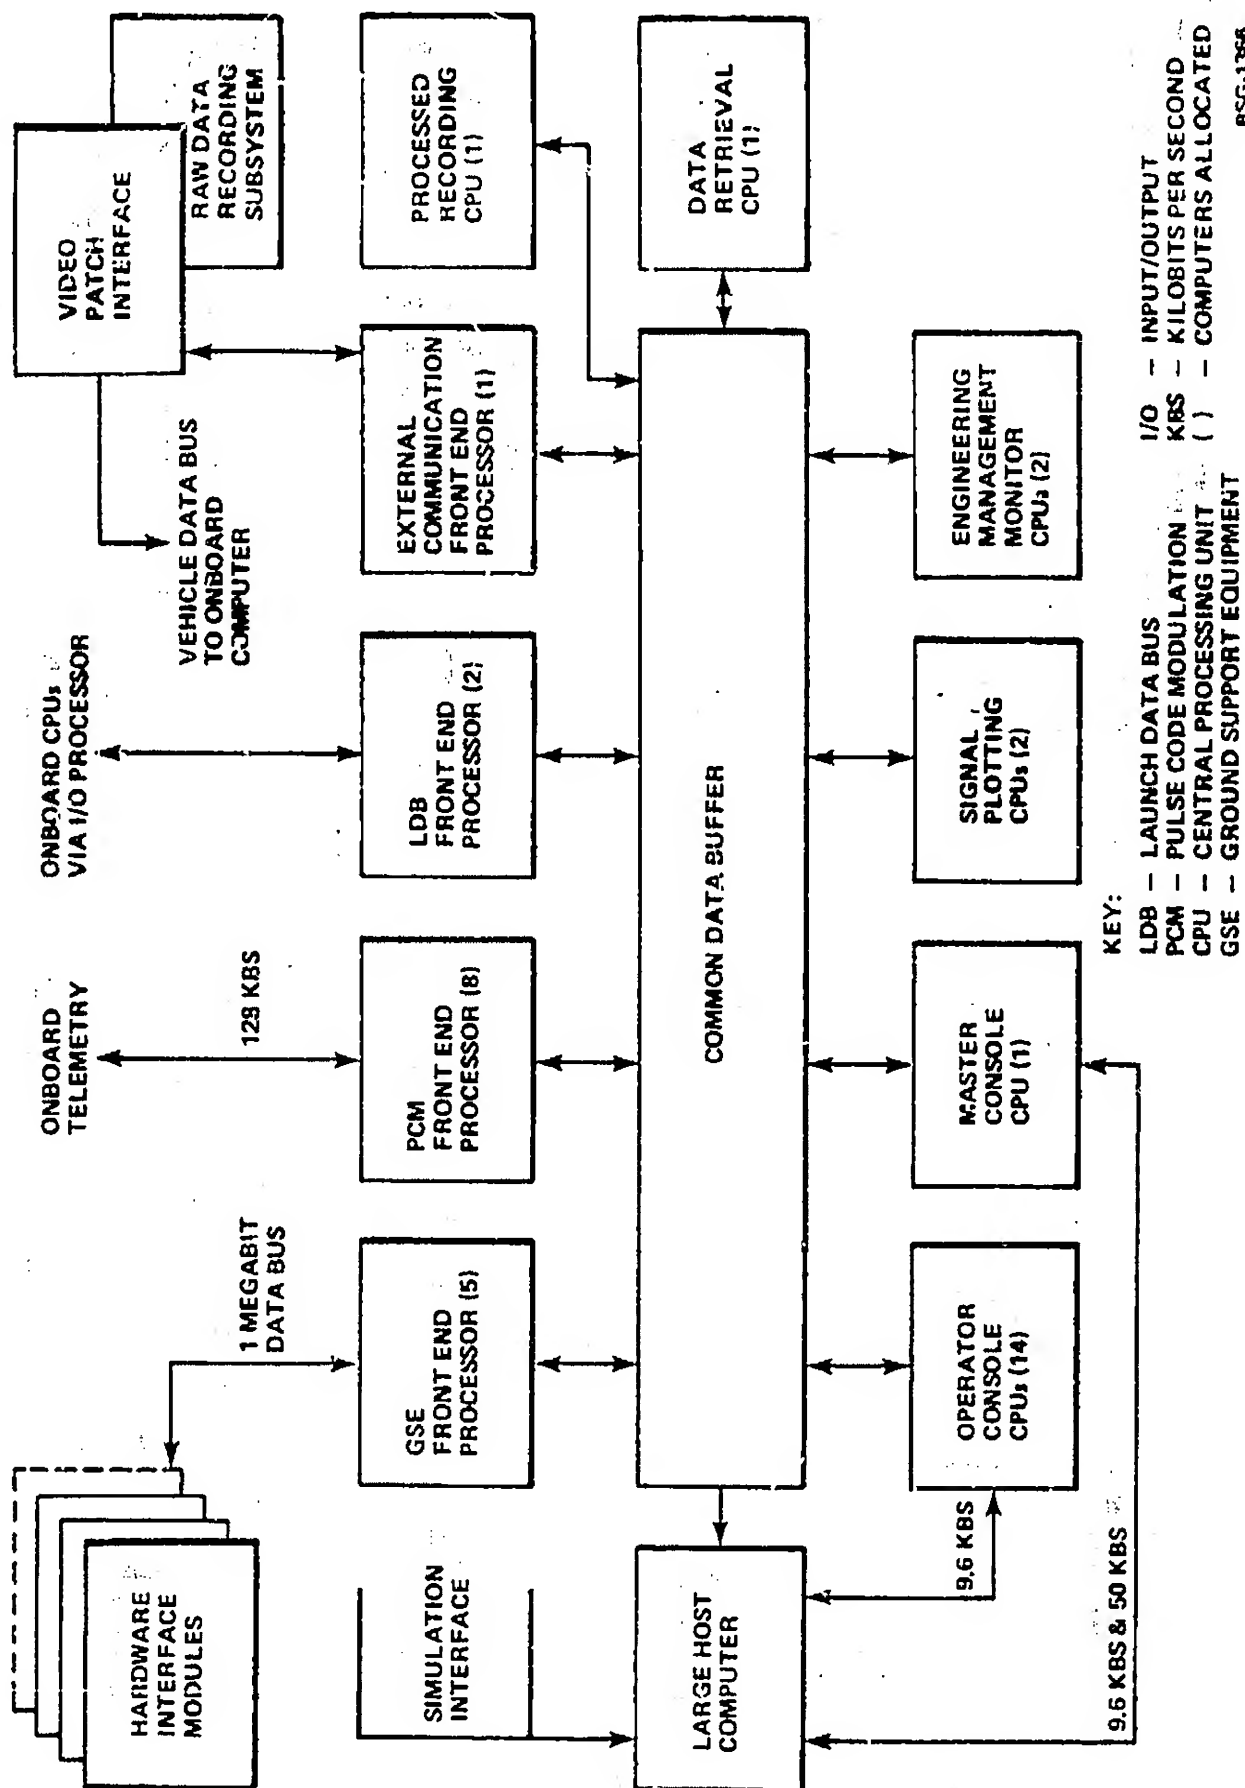 HARDWARE
INTERFACE
MODULES
1 MEGABIT
DATA BUS
ONBOARD
TELEMETRY
128 KBS
ONBOARD CPUs
VIA I/O PROCESSOR
VEHICLE DATA BUS
TO ONBOARD
COMPUTER
VIDEO
PATCH
INTERFACE
RAW DATA
RECORDING
SUBSYSTEM
SIMULATION
INTERFACE
GSE
FRONT END
PROCESSOR (5)
PCM
FRONT END
PROCESSOR (8)
LDB
FRONT END
PROCESSOR (2)
EXTERNAL
COMMUNICATION
FRONT END
PROCESSOR (1)
PROCESSED
RECORDING
CPU (1)
LARGE HOST
COMPUTER
COMMON DATA BUFFER
DATA
RETRIEVAL
CPU (1)
9.6 KBS
OPERATOR
CONSOLE
CPUs (14)
MASTER
CONSOLE
CPU (1)
SIGNAL
PLOTTING
CPUs (2)
ENGINEERING
MANAGEMENT
MONITOR
CPUs (2)
9.6 KBS & 50 KBS
KEY:
LDB – LAUNCH DATA BUS
PCM – PULSE CODE MODULATION
CPU – CENTRAL PROCESSING UNIT
GSE – GROUND SUPPORT EQUIPMENT
I/O – INPUT/OUTPUT
KBS – KILOBITS PER SECOND
( ) – COMPUTERS ALLOCATED